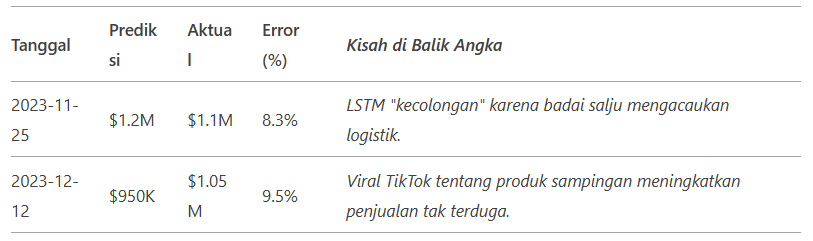 Tanggal Prediksi Aktual Error (%) Kisah di Balik Angka
2023-11-25 $1.2M $1.1M 8.3% LSTM "kecolongan" karena badai salju mengacaukan
logistik.
2023-12-12 $950K $1.05M 9.5% Viral TikTok tentang produk sampingan meningkatkan
penjualan tak terduga.